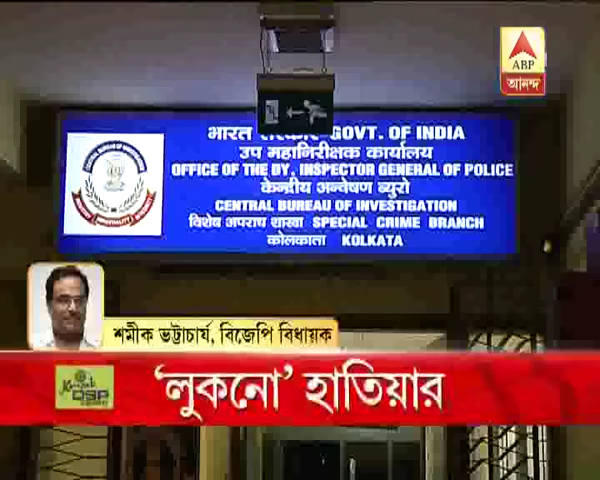 ABP
আনন্দ
भारत सरकार GOVT. OF INDIA
उप महानिरीक्षक कार्यालय
OFFICE OF THE DY. INSPECTOR GENERAL OF POLICE
केन्द्रीय अन्वेषण ब्यूरो
CENTRAL BUREAU OF INVESTIGATION
विशेष अपराध शाखा SPECIAL CRIME BRANCH
कोलकाता KOLKATA
শমীক ভট্টাচার্য, বিজেপি বিধায়ক
‘লুকনো’ হাতিয়ার